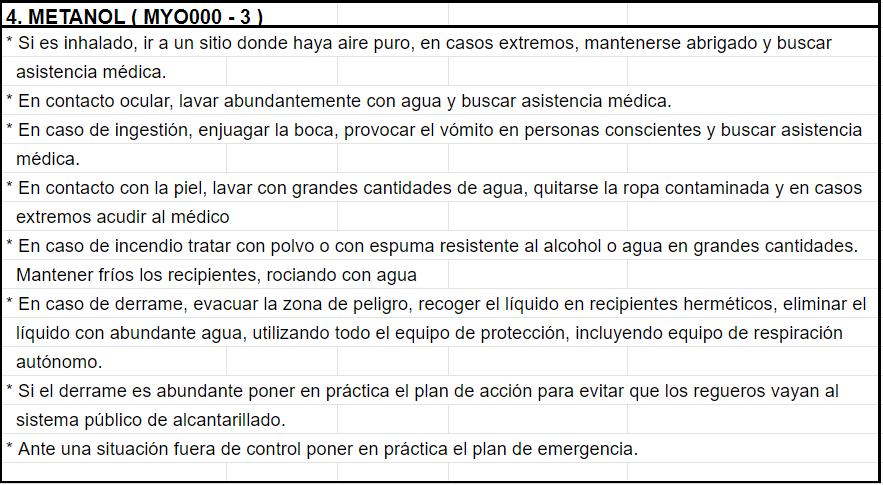 4. METANOL ( MYO000 - 3 )
* Si es inhalado, ir a un sitio donde haya aire puro, en casos extremos, mantenerse abrigado y buscar
asistencia médica.
* En contacto ocular, lavar abundantemente con agua y buscar asistencia médica.
* En caso de ingestión, enjuagar la boca, provocar el vómito en personas conscientes y buscar asistencia
médica.
* En contacto con la piel, lavar con grandes cantidades de agua, quitarse la ropa contaminada y en casos
extremos acudir al médico
* En caso de incendio tratar con polvo o con espuma resistente al alcohol o agua en grandes cantidades.
Mantener fríos los recipientes, rociando con agua
* En caso de derrame, evacuar la zona de peligro, recoger el líquido en recipientes herméticos, eliminar el
líquido con abundante agua, utilizando todo el equipo de protección, incluyendo equipo de respiración
autónomo.
* Si el derrame es abundante poner en práctica el plan de acción para evitar que los regueros vayan al
sistema público de alcantarillado.
* Ante una situación fuera de control poner en práctica el plan de emergencia.